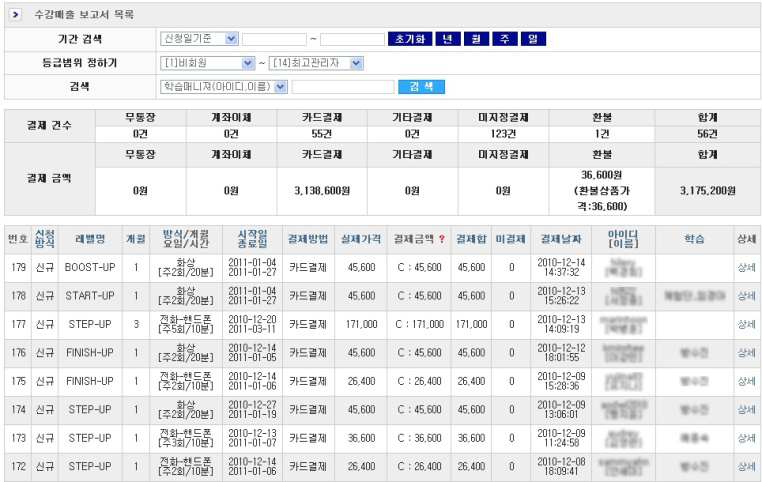 수강매출 보고서 목록
기간 검색 신청일기준 ~ 초기화 년 월 주 일
등급범위 정하기 [1]비회원 ~ [14]최고관리자
검색 학습매니져(아이디,이름) 검 색
결제 건수 무통장 계좌이체 카드결제 기타결제 미지정결제 환불 합계
0건 0건 55건 0건 123건 1건 56건
결제 금액 무통장 계좌이체 카드결제 기타결제 미지정결제 환불 합계
0원 0원 3,138,600원 0원 0원 36,600원 (환불상품가격:36,600) 3,175,200원
번호 신청방식 레벨명 개월 방식/개월 요일/시간 시작일 종료일 결제방법 실제가격 결제금액 ? 결제합 미결제 결제날짜 아이디 [이름] 학습 상세
179 신규 BOOST-UP 1 화상 [주2회/20분] 2011-01-04 2011-01-27 카드결제 45,600 C : 45,600 45,600 0 2010-12-14 14:37:32 상세
178 신규 START-UP 1 화상 [주2회/20분] 2011-01-04 2011-01-27 카드결제 45,600 C : 45,600 45,600 0 2010-12-13 15:26:22 상세
177 신규 STEP-UP 3 전화-핸드폰 [주5회/10분] 2010-12-20 2011-03-11 카드결제 171,000 C : 171,000 171,000 0 2010-12-13 14:09:19 상세
176 신규 FINISH-UP 1 화상 [주2회/20분] 2010-12-14 2011-01-05 카드결제 45,600 C : 45,600 45,600 0 2010-12-12 18:01:55 상세
175 신규 FINISH-UP 1 전화-핸드폰 [주2회/10분] 2010-12-14 2011-01-06 카드결제 26,400 C : 26,400 26,400 0 2010-12-09 15:28:36 상세
174 신규 STEP-UP 1 화상 [주2회/20분] 2010-12-27 2011-01-19 카드결제 45,600 C : 45,600 45,600 0 2010-12-09 13:06:01 상세
173 신규 STEP-UP 1 전화-핸드폰 [주3회/10분] 2010-12-13 2011-01-07 카드결제 36,600 C : 36,600 36,600 0 2010-12-09 11:24:58 상세
172 신규 STEP-UP 1 전화-핸드폰 [주2회/10분] 2010-12-14 2011-01-06 카드결제 26,400 C : 26,400 26,400 0 2010-12-08 18:09:41 상세